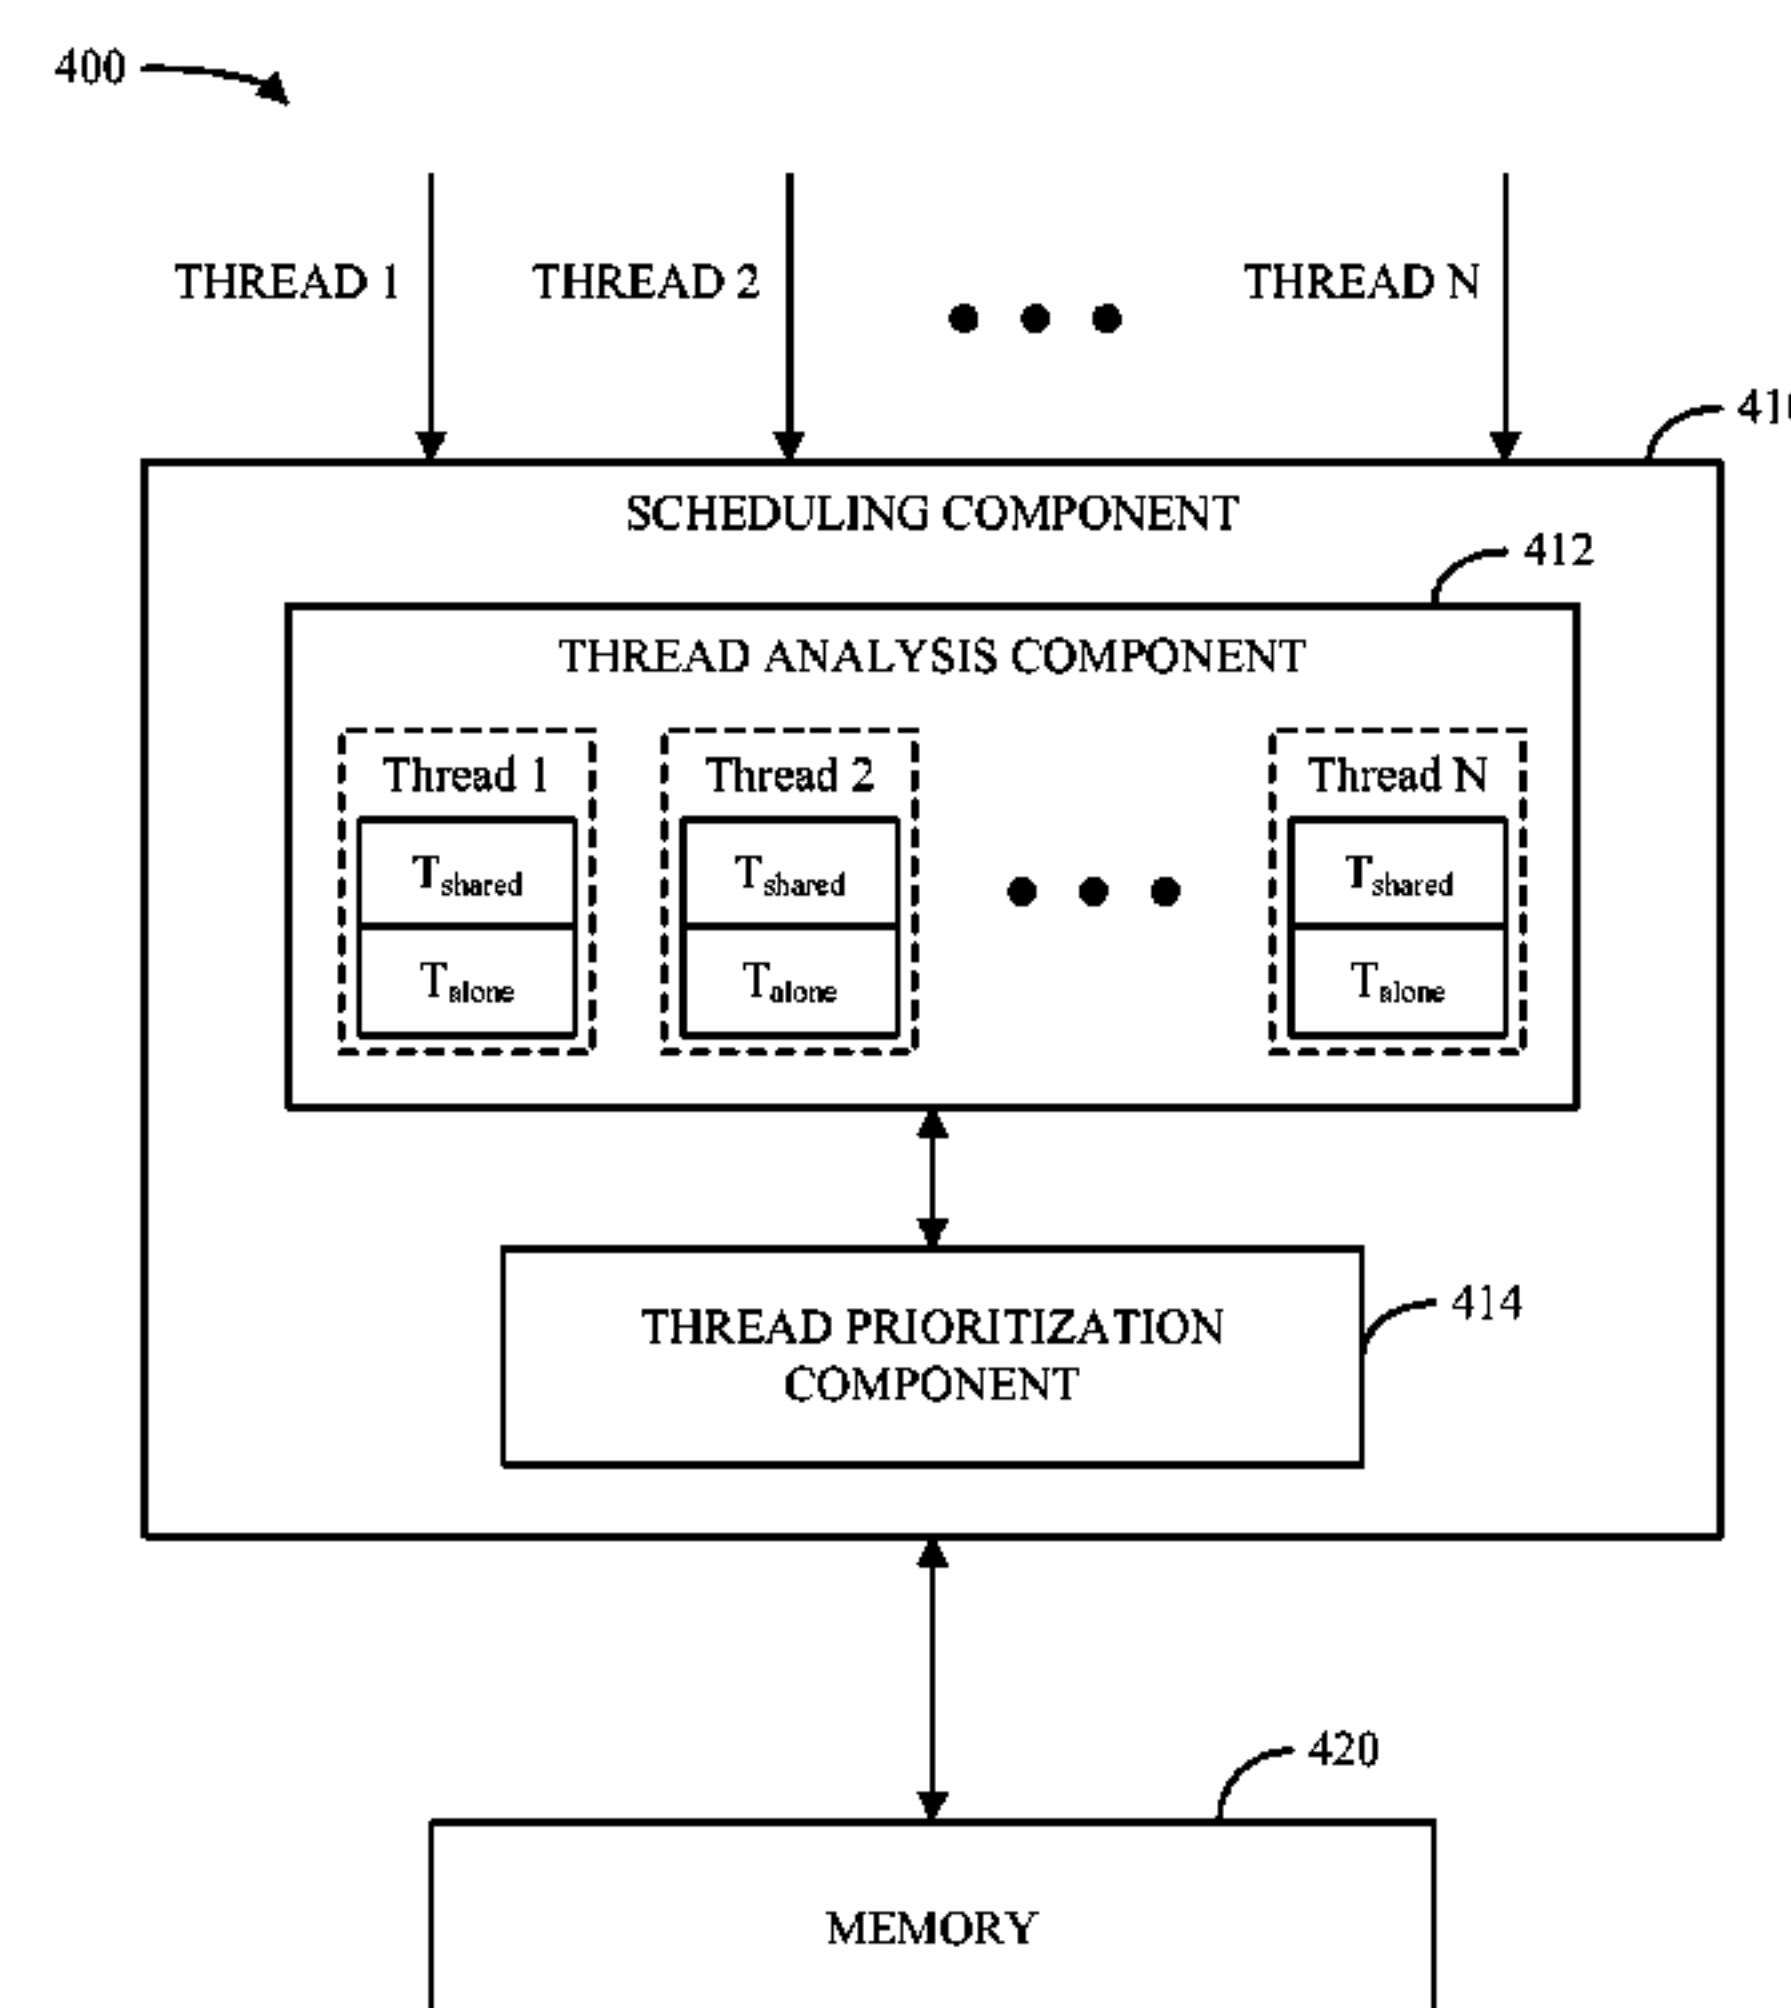 400
THREAD 1 THREAD 2 THREAD N
SCHEDULING COMPONENT
412
THREAD ANALYSIS COMPONENT
Thread 1 Thread 2 Thread N
Tshared Tshared Tshared
Talone Talone Talone
414
THREAD PRIORITIZATION
COMPONENT
420
MEMORY